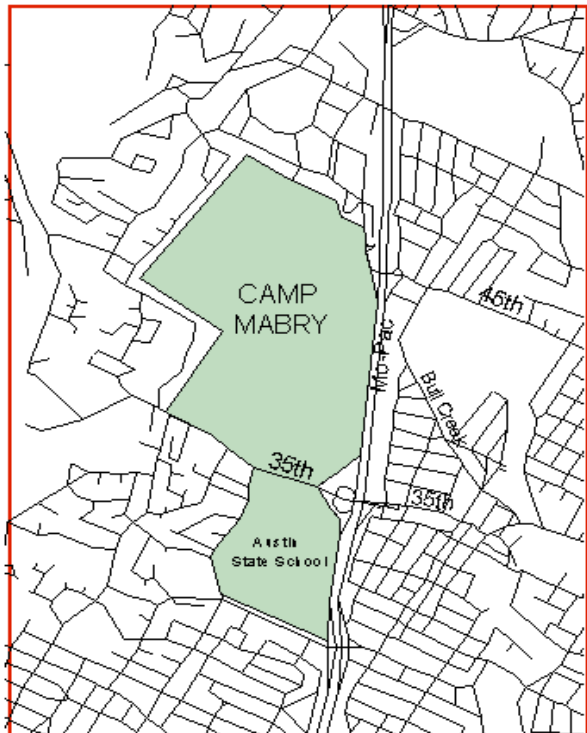 CAMP
MABRY
45th
Mo-Pac
Bull Creek
35th
35th
Austin
State School